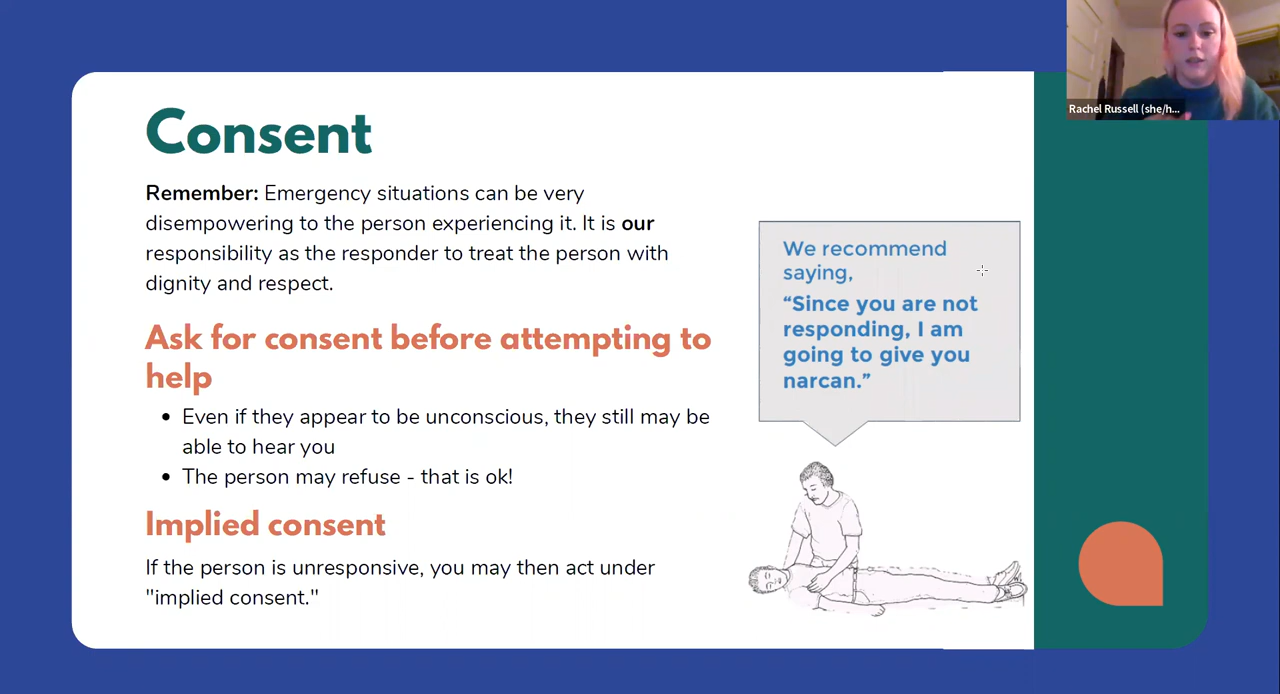 Rachel Russell (she/h...
Consent
Remember: Emergency situations can be very
disempowering to the person experiencing it. It is our
responsibility as the responder to treat the person with
dignity and respect.
Ask for consent before attempting to
help
• Even if they appear to be unconscious, they still may be
able to hear you
• The person may refuse - that is ok!
Implied consent
If the person is unresponsive, you may then act under
"implied consent."
We recommend
saying,
“Since you are not
responding, I am
going to give you
narcan.”